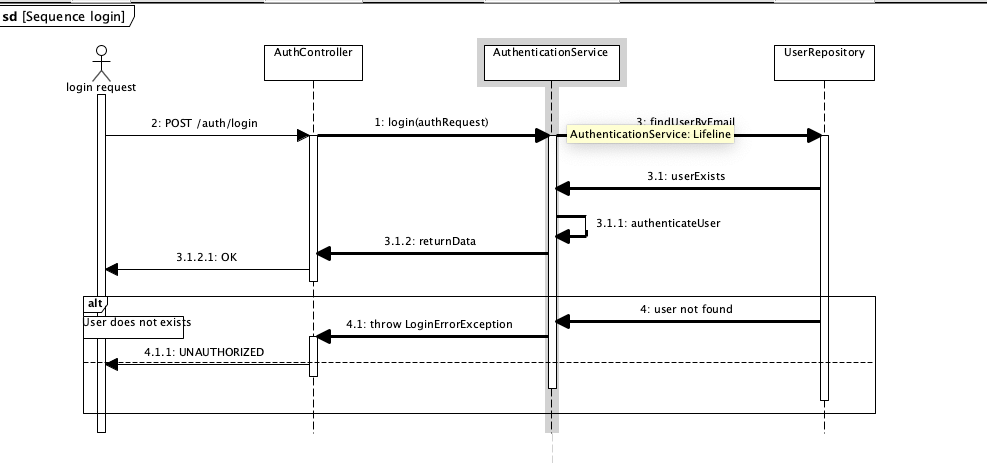 sd [Sequence login]
AuthController
AuthenticationService
UserRepository
login request
2: POST /auth/login
1: login(authRequest)
3: findUserByEmail
AuthenticationService: Lifeline
3.1: userExists
3.1.1: authenticateUser
3.1.2: returnData
3.1.2.1: OK
alt
User does not exists
4: user not found
4.1: throw LoginErrorException
4.1.1: UNAUTHORIZED